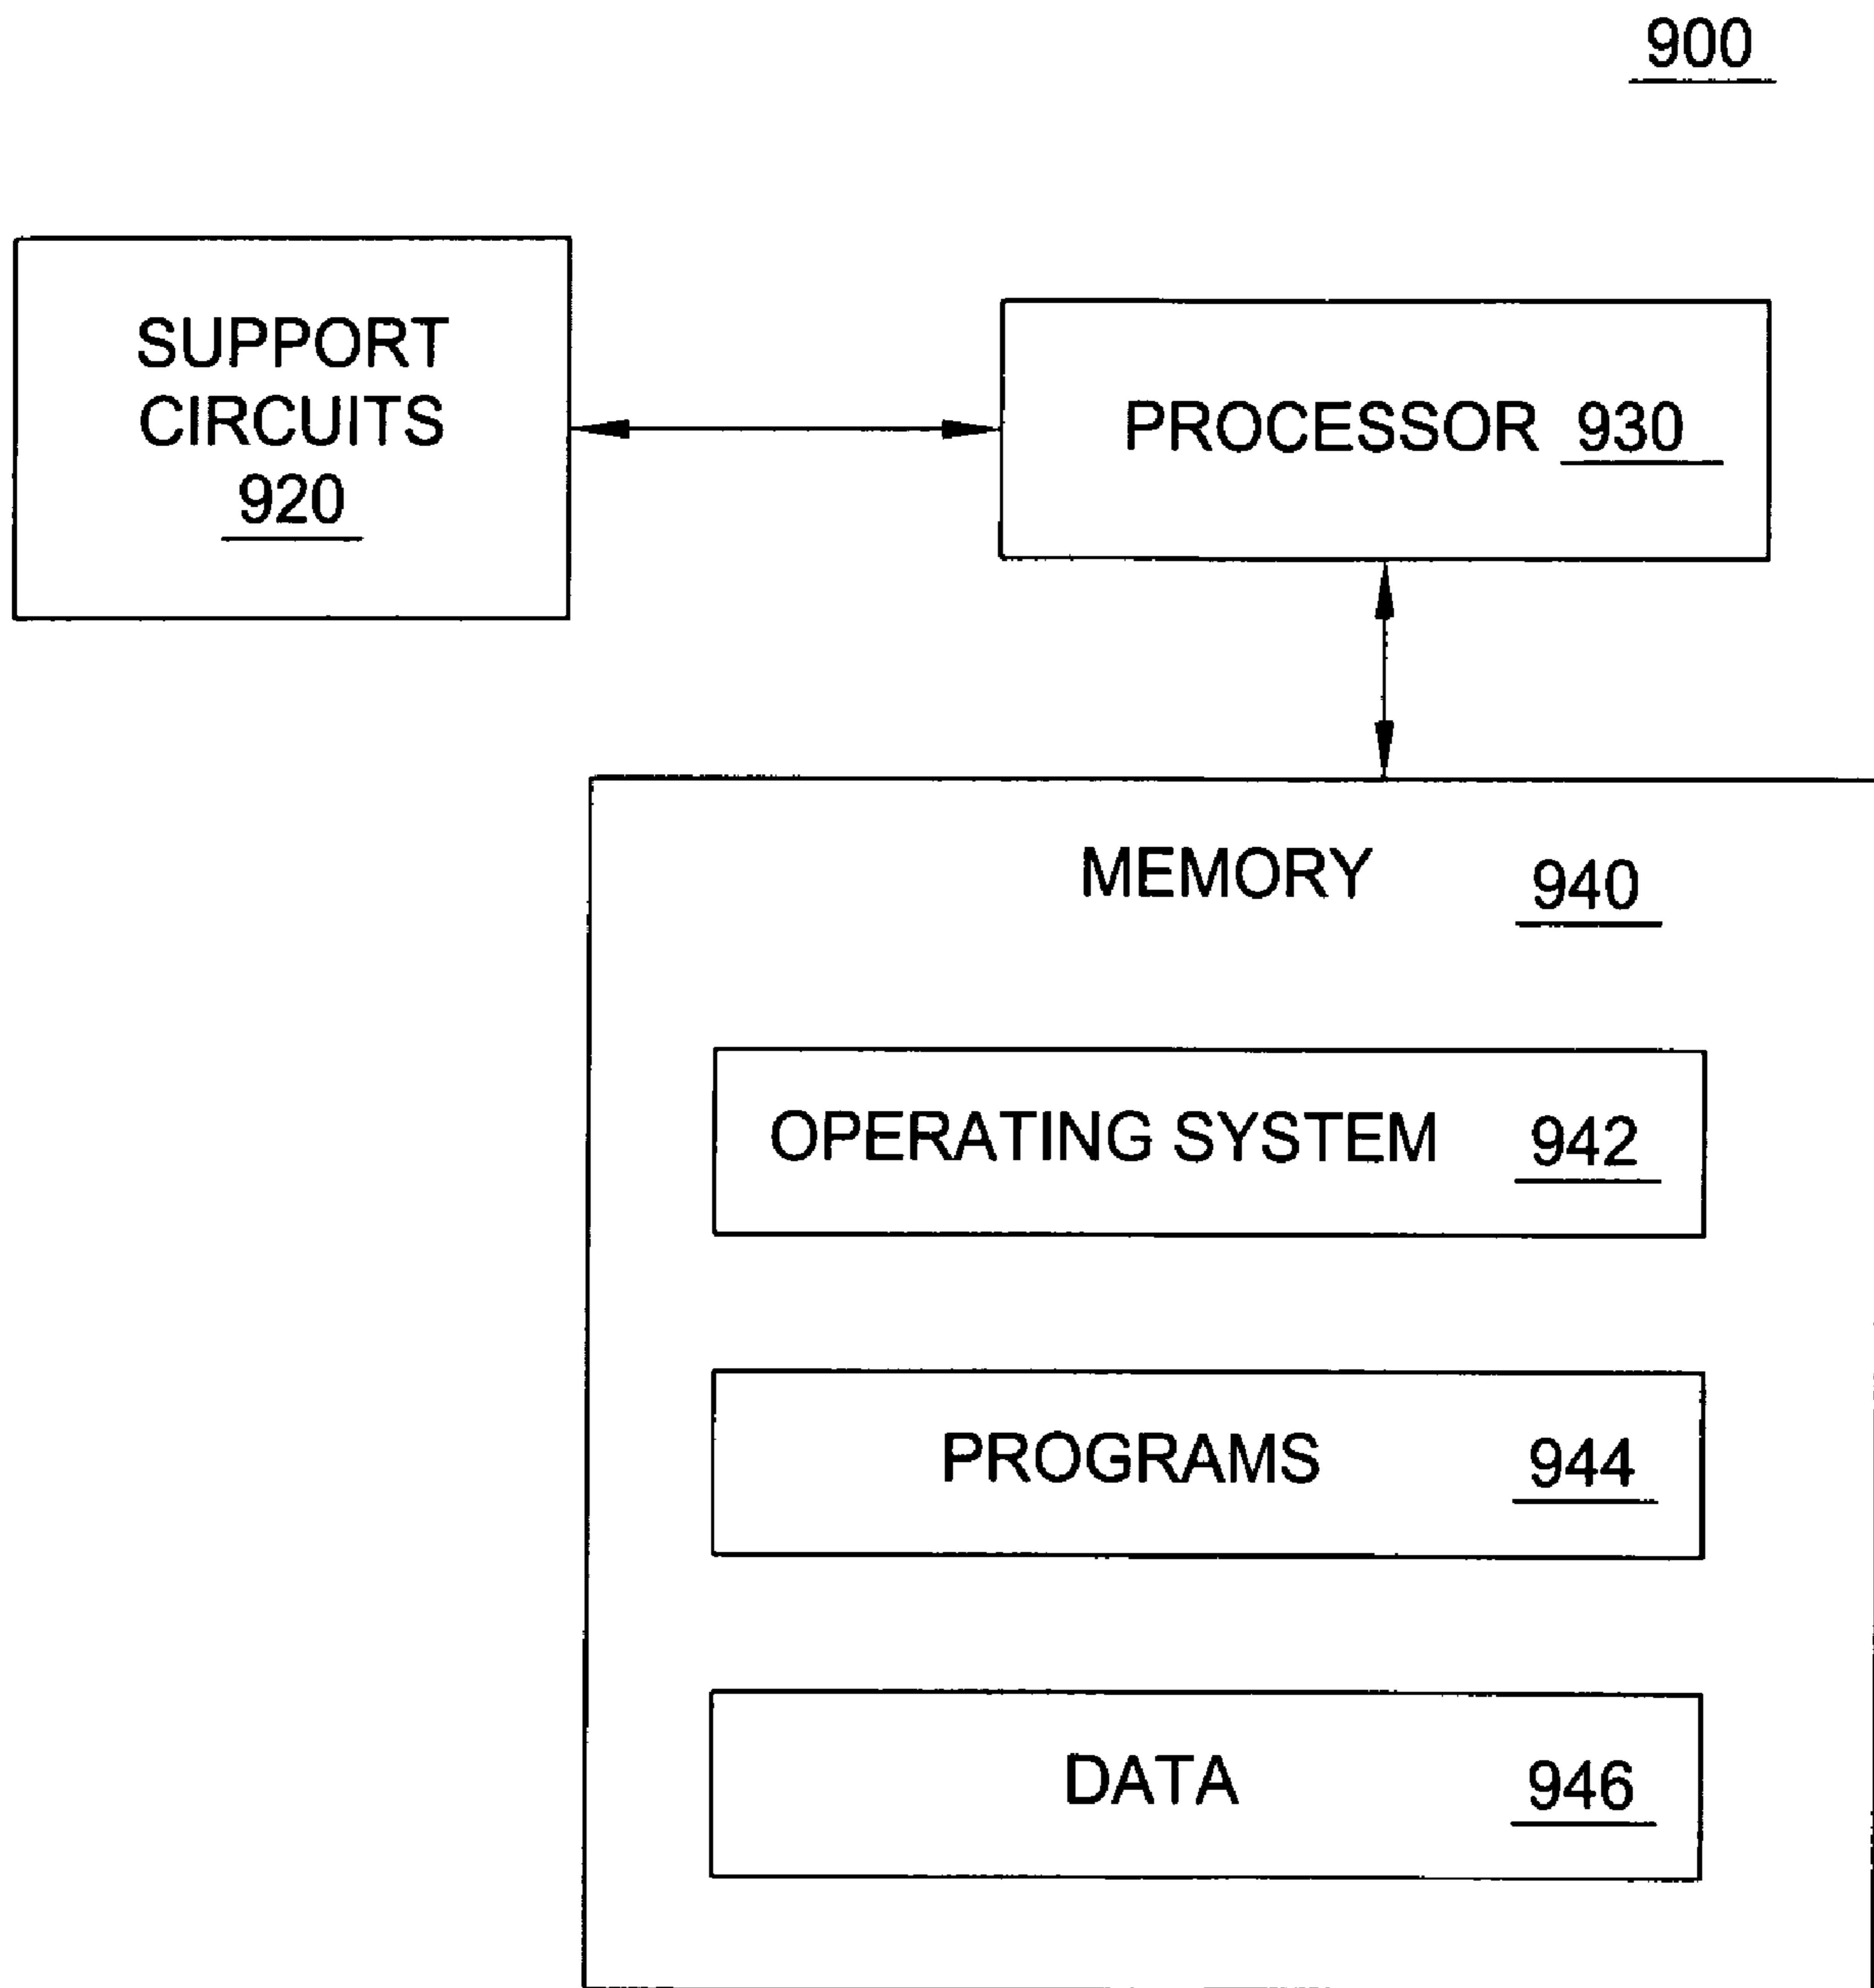 900
SUPPORT
CIRCUITS
920
PROCESSOR 930
MEMORY 940
OPERATING SYSTEM 942
PROGRAMS 944
DATA 946